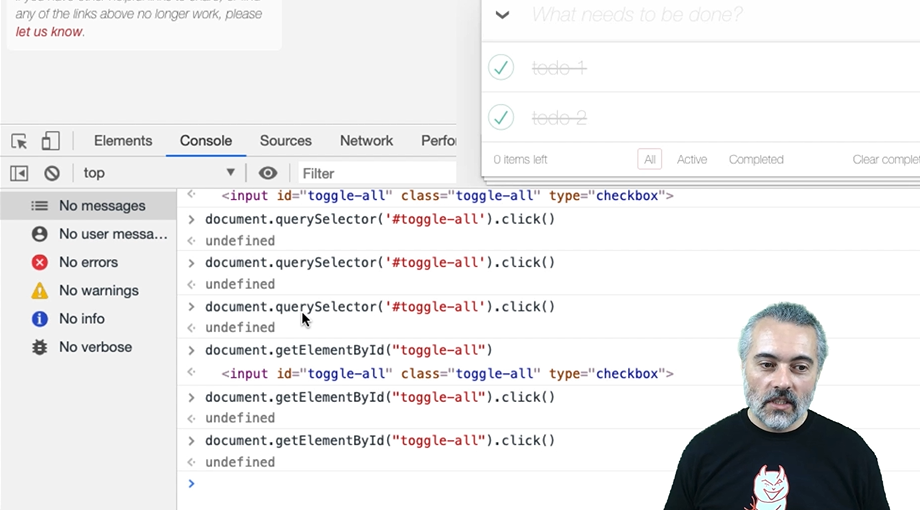 any of the links above no longer work, please
let us know.
What needs to be done?
todo 1
todo 2
0 items left
All
Active
Completed
Clear comple
Elements
Console
Sources
Network
Perfo
top
Filter
No messages
No user messa...
No errors
No warnings
No info
No verbose
<input id="toggle-all" class="toggle-all" type="checkbox">
document.querySelector('#toggle-all').click()
undefined
document.querySelector('#toggle-all').click()
undefined
document.querySelector('#toggle-all').click()
undefined
document.getElementById("toggle-all")
<input id="toggle-all" class="toggle-all" type="checkbox">
document.getElementById("toggle-all").click()
undefined
document.getElementById("toggle-all").click()
undefined